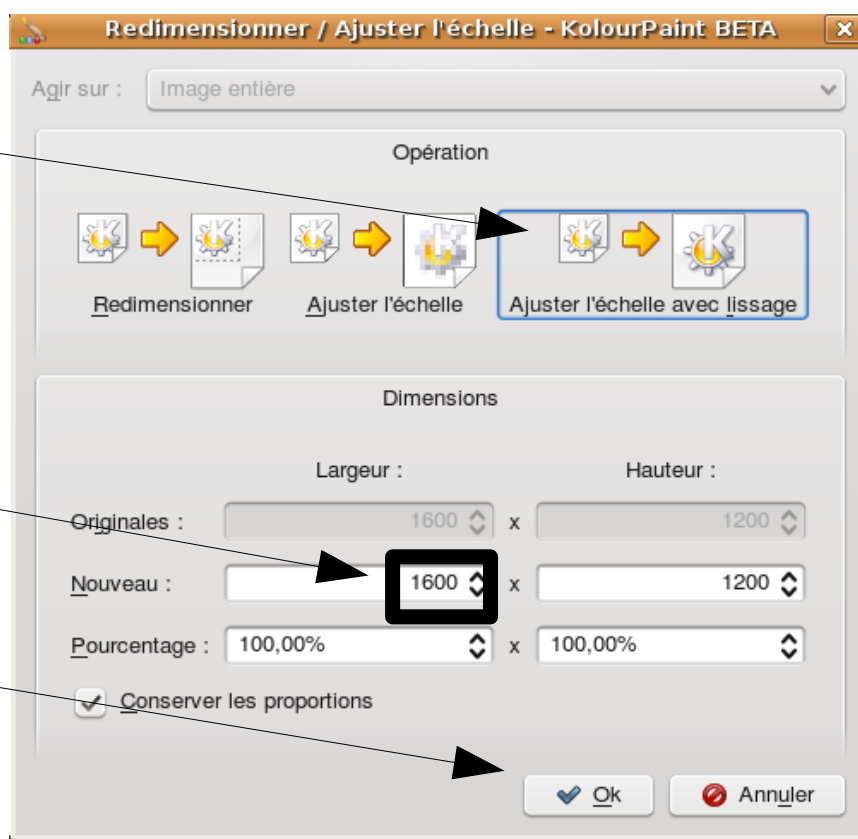 Redimensionner / Ajuster l'échelle - KolourPaint BETA
Agir sur : Image entière
Opération
Redimensionner Ajuster l'échelle Ajuster l'échelle avec lissage
Dimensions
Largeur : Hauteur :
Originales : 1600 x 1200
Nouveau : 1600 x 1200
Pourcentage : 100,00% x 100,00%
Conserver les proportions
Ok Annuler